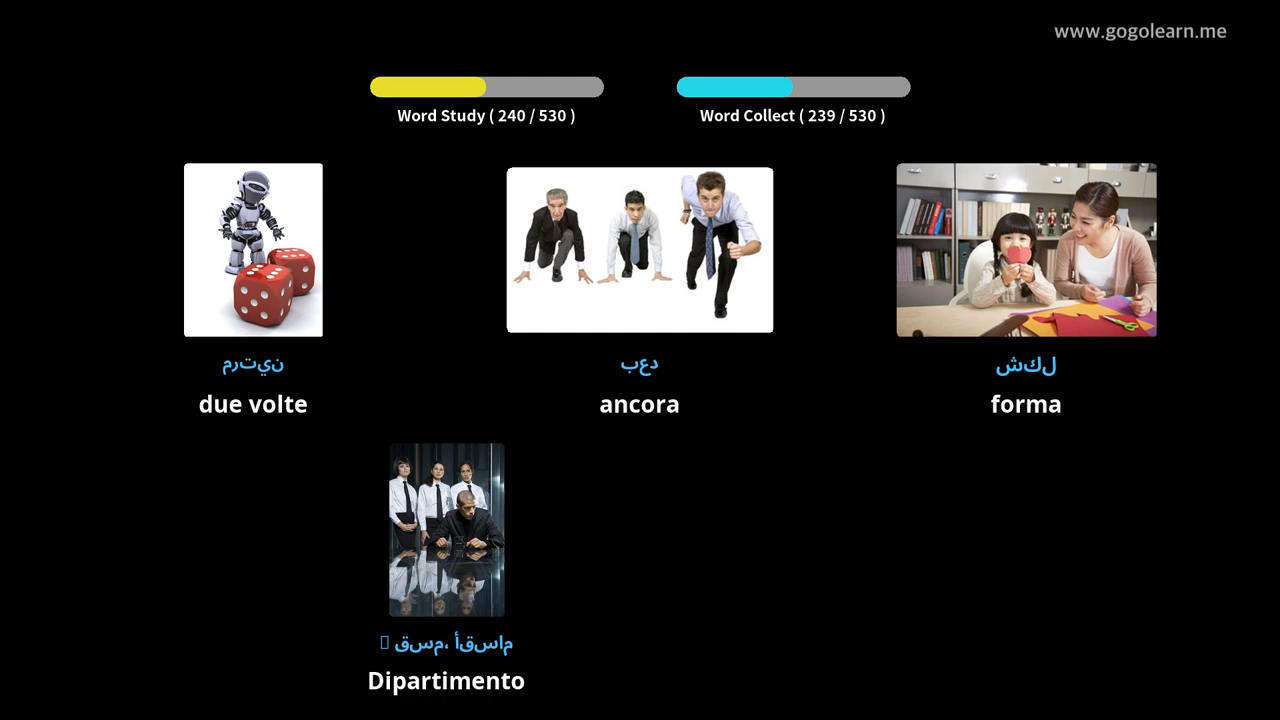 www.gogolearn.me
Word Study ( 240 / 530 )
Word Collect ( 239 / 530 )
مرتين
بعد
شكل
due volte
ancora
forma
قسم، أقسام
Dipartimento